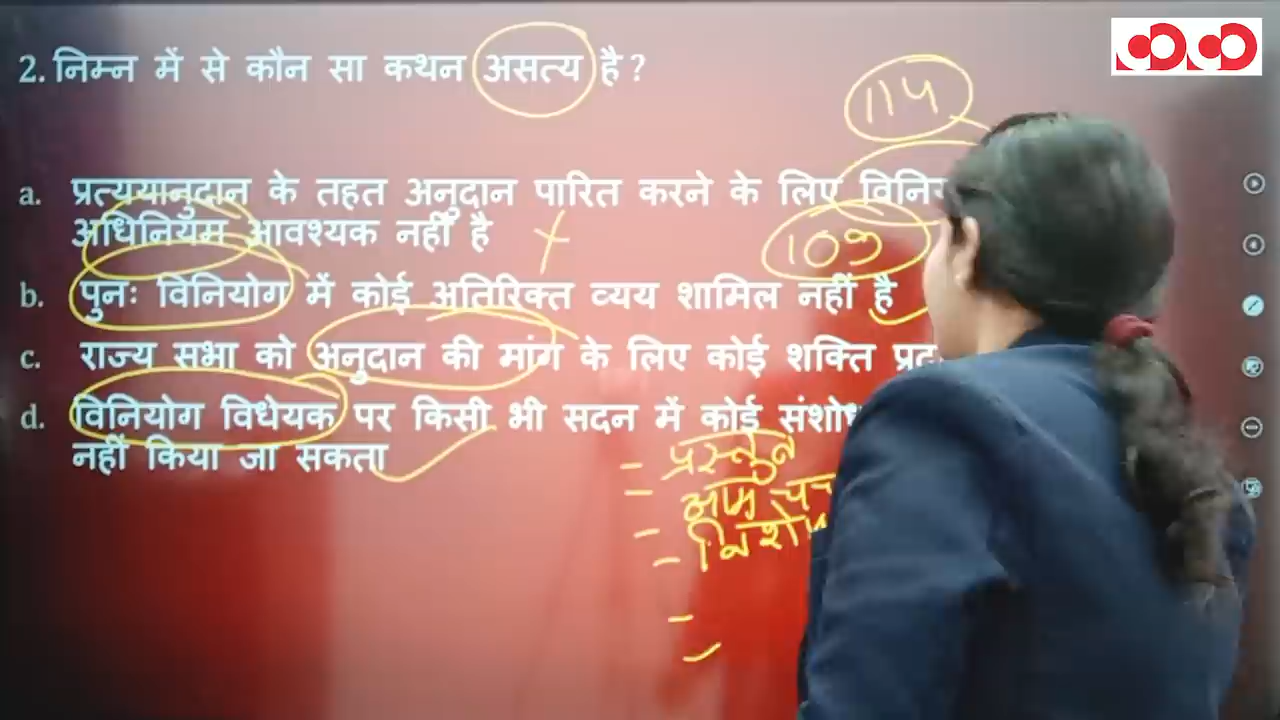 2. निम्न में से कौन सा कथन असत्य है ?
114
a. प्रत्ययानुदान के तहत अनुदान पारित करने के लिए
अधिनियम आवश्यक नहीं है
109
b. पुनः विनियोग में कोई अतिरिक्त व्यय शामिल नहीं है
c. राज्य सभा को अनुदान की मांग के लिए कोई शक्ति
d. विनियोग विधेयक पर किसी भी सदन में कोई
नहीं किया जा सकता
- प्रस्तुत
- आम
-
-
-